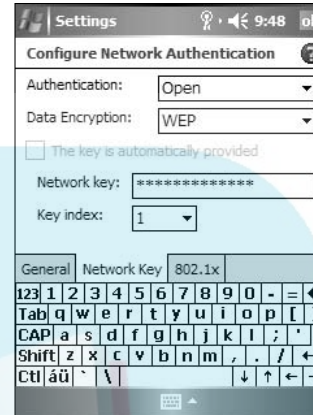 Settings 9:48 ok
Configure Network Authentication ?
Authentication: Open
Data Encryption: WEP
The key is automatically provided
Network key: *************
Key index: 1
General Network Key 802.1x
123 1 2 3 4 5 6 7 8 9 0 - =
Tab q w e r t y u i o p [ ]
CAP a s d f g h j k l ; '
Shift z x c v b n m , . / ←
Ctl áü ` \ ↓ ↑ ← →